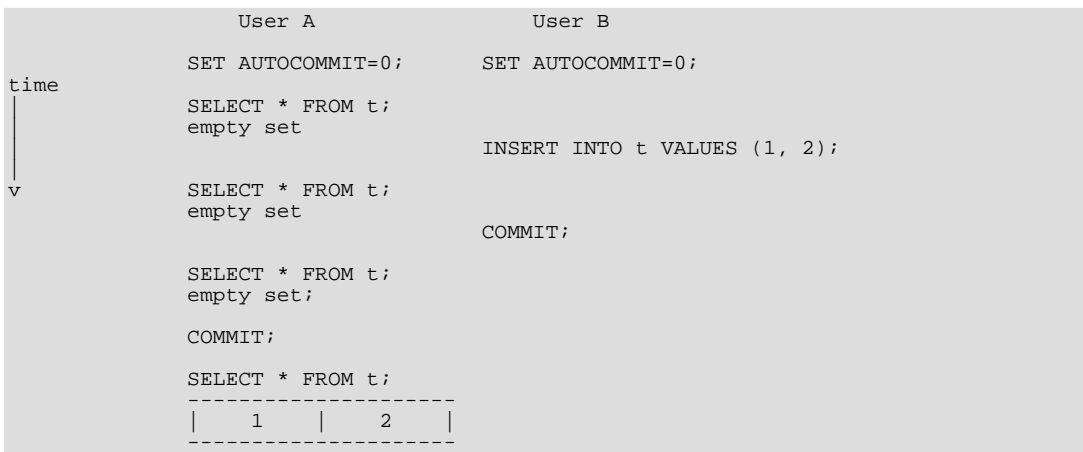 User A User B
SET AUTOCOMMIT=0; SET AUTOCOMMIT=0;
time
| SELECT * FROM t;
| empty set
| INSERT INTO t VALUES (1, 2);
|
v SELECT * FROM t;
empty set
COMMIT;
SELECT * FROM t;
empty set;
COMMIT;
SELECT * FROM t;
---------------------
| 1 | 2 |
---------------------